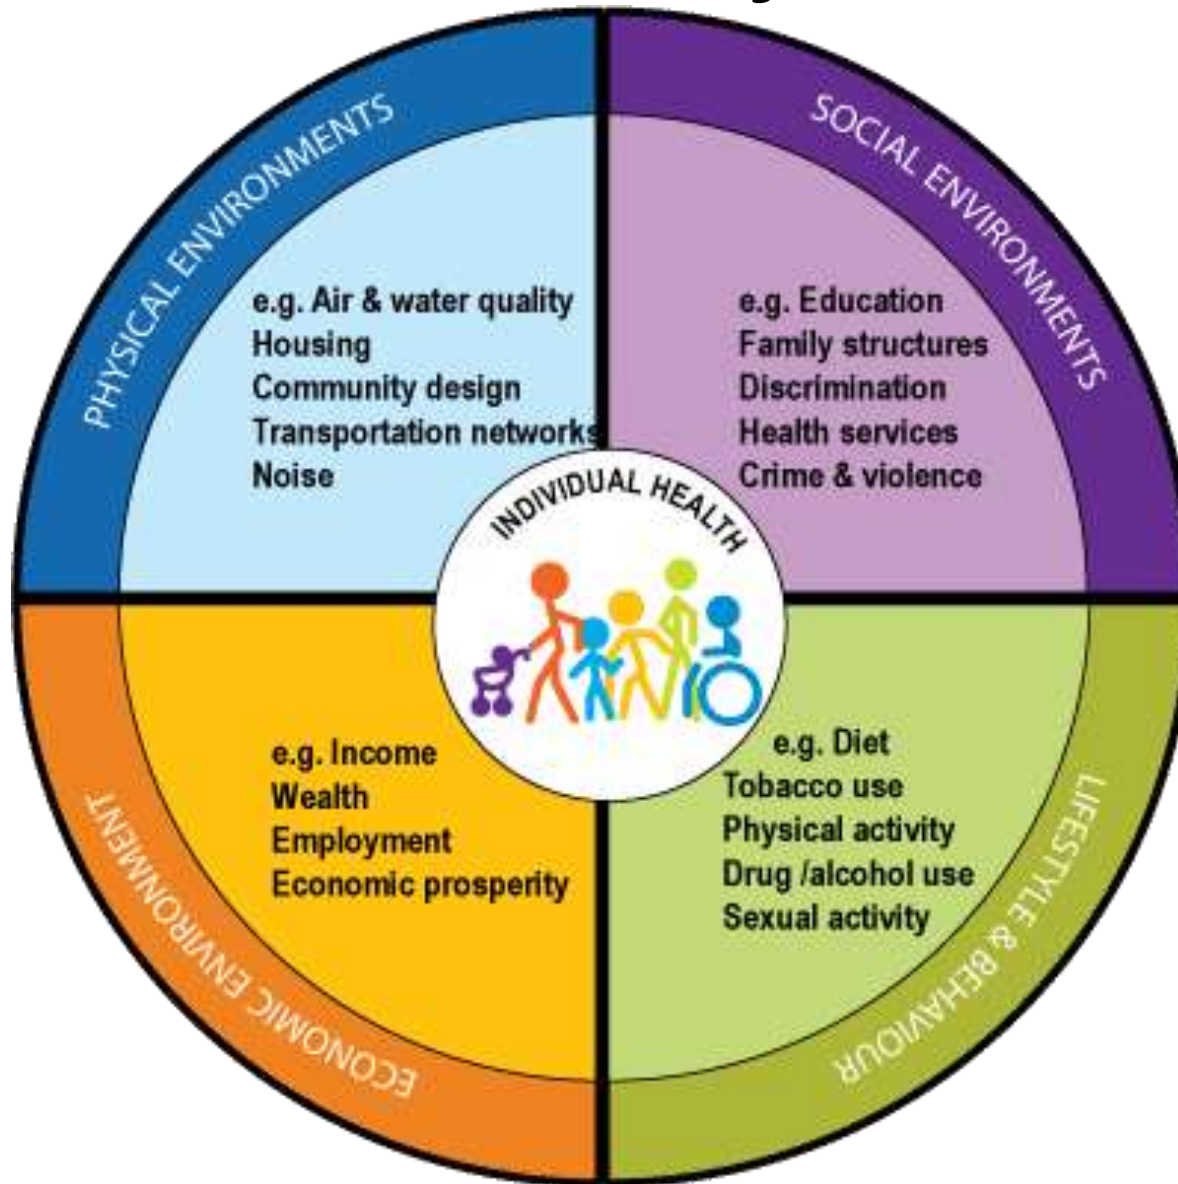 PHYSICAL ENVIRONMENTS
e.g. Air & water quality
Housing
Community design
Transportation networks
Noise
SOCIAL ENVIRONMENTS
e.g. Education
Family structures
Discrimination
Health services
Crime & violence
INDIVIDUAL HEALTH
ECONOMIC ENVIRONMENT
e.g. Income
Wealth
Employment
Economic prosperity
LIFESTYLE & BEHAVIOUR
e.g. Diet
Tobacco use
Physical activity
Drug /alcohol use
Sexual activity